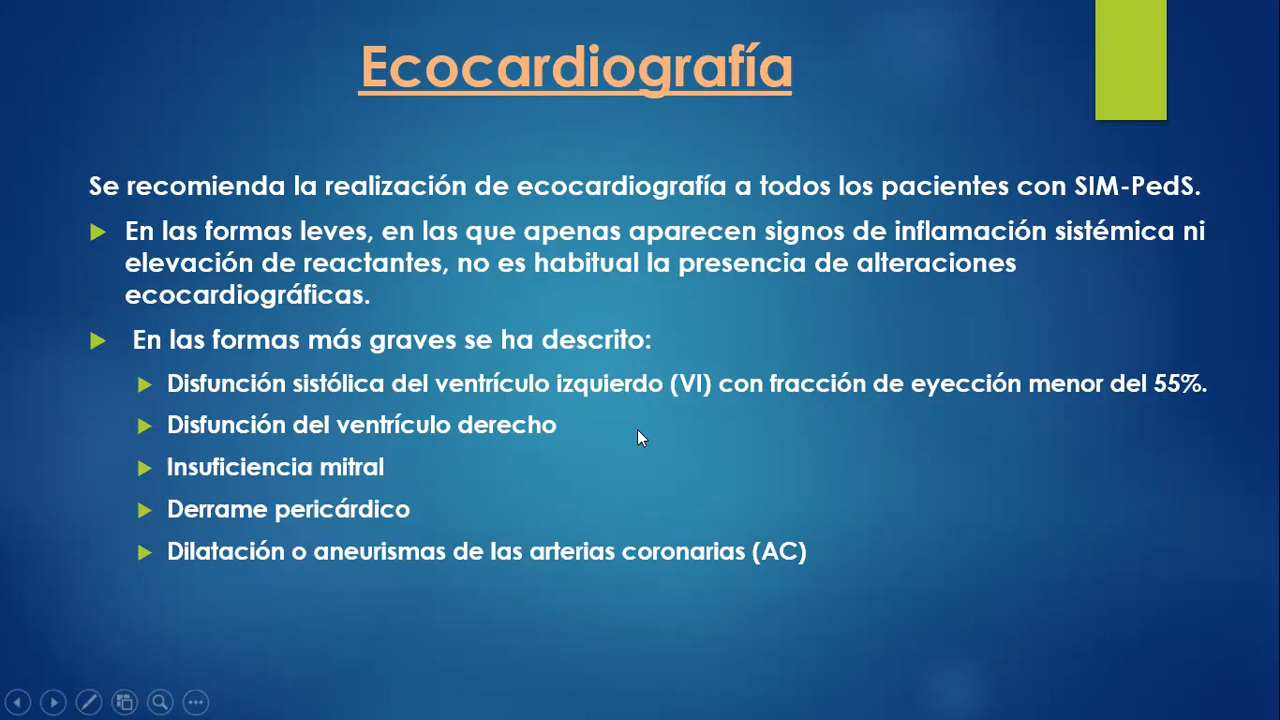 Ecocardiografía
Se recomienda la realización de ecocardiografía a todos los pacientes con SIM-PedS.
En las formas leves, en las que apenas aparecen signos de inflamación sistémica ni
elevación de reactantes, no es habitual la presencia de alteraciones
ecocardiográficas.
En las formas más graves se ha descrito:
Disfunción sistólica del ventrículo izquierdo (VI) con fracción de eyección menor del 55%.
Disfunción del ventrículo derecho
Insuficiencia mitral
Derrame pericárdico
Dilatación o aneurismas de las arterias coronarias (AC)